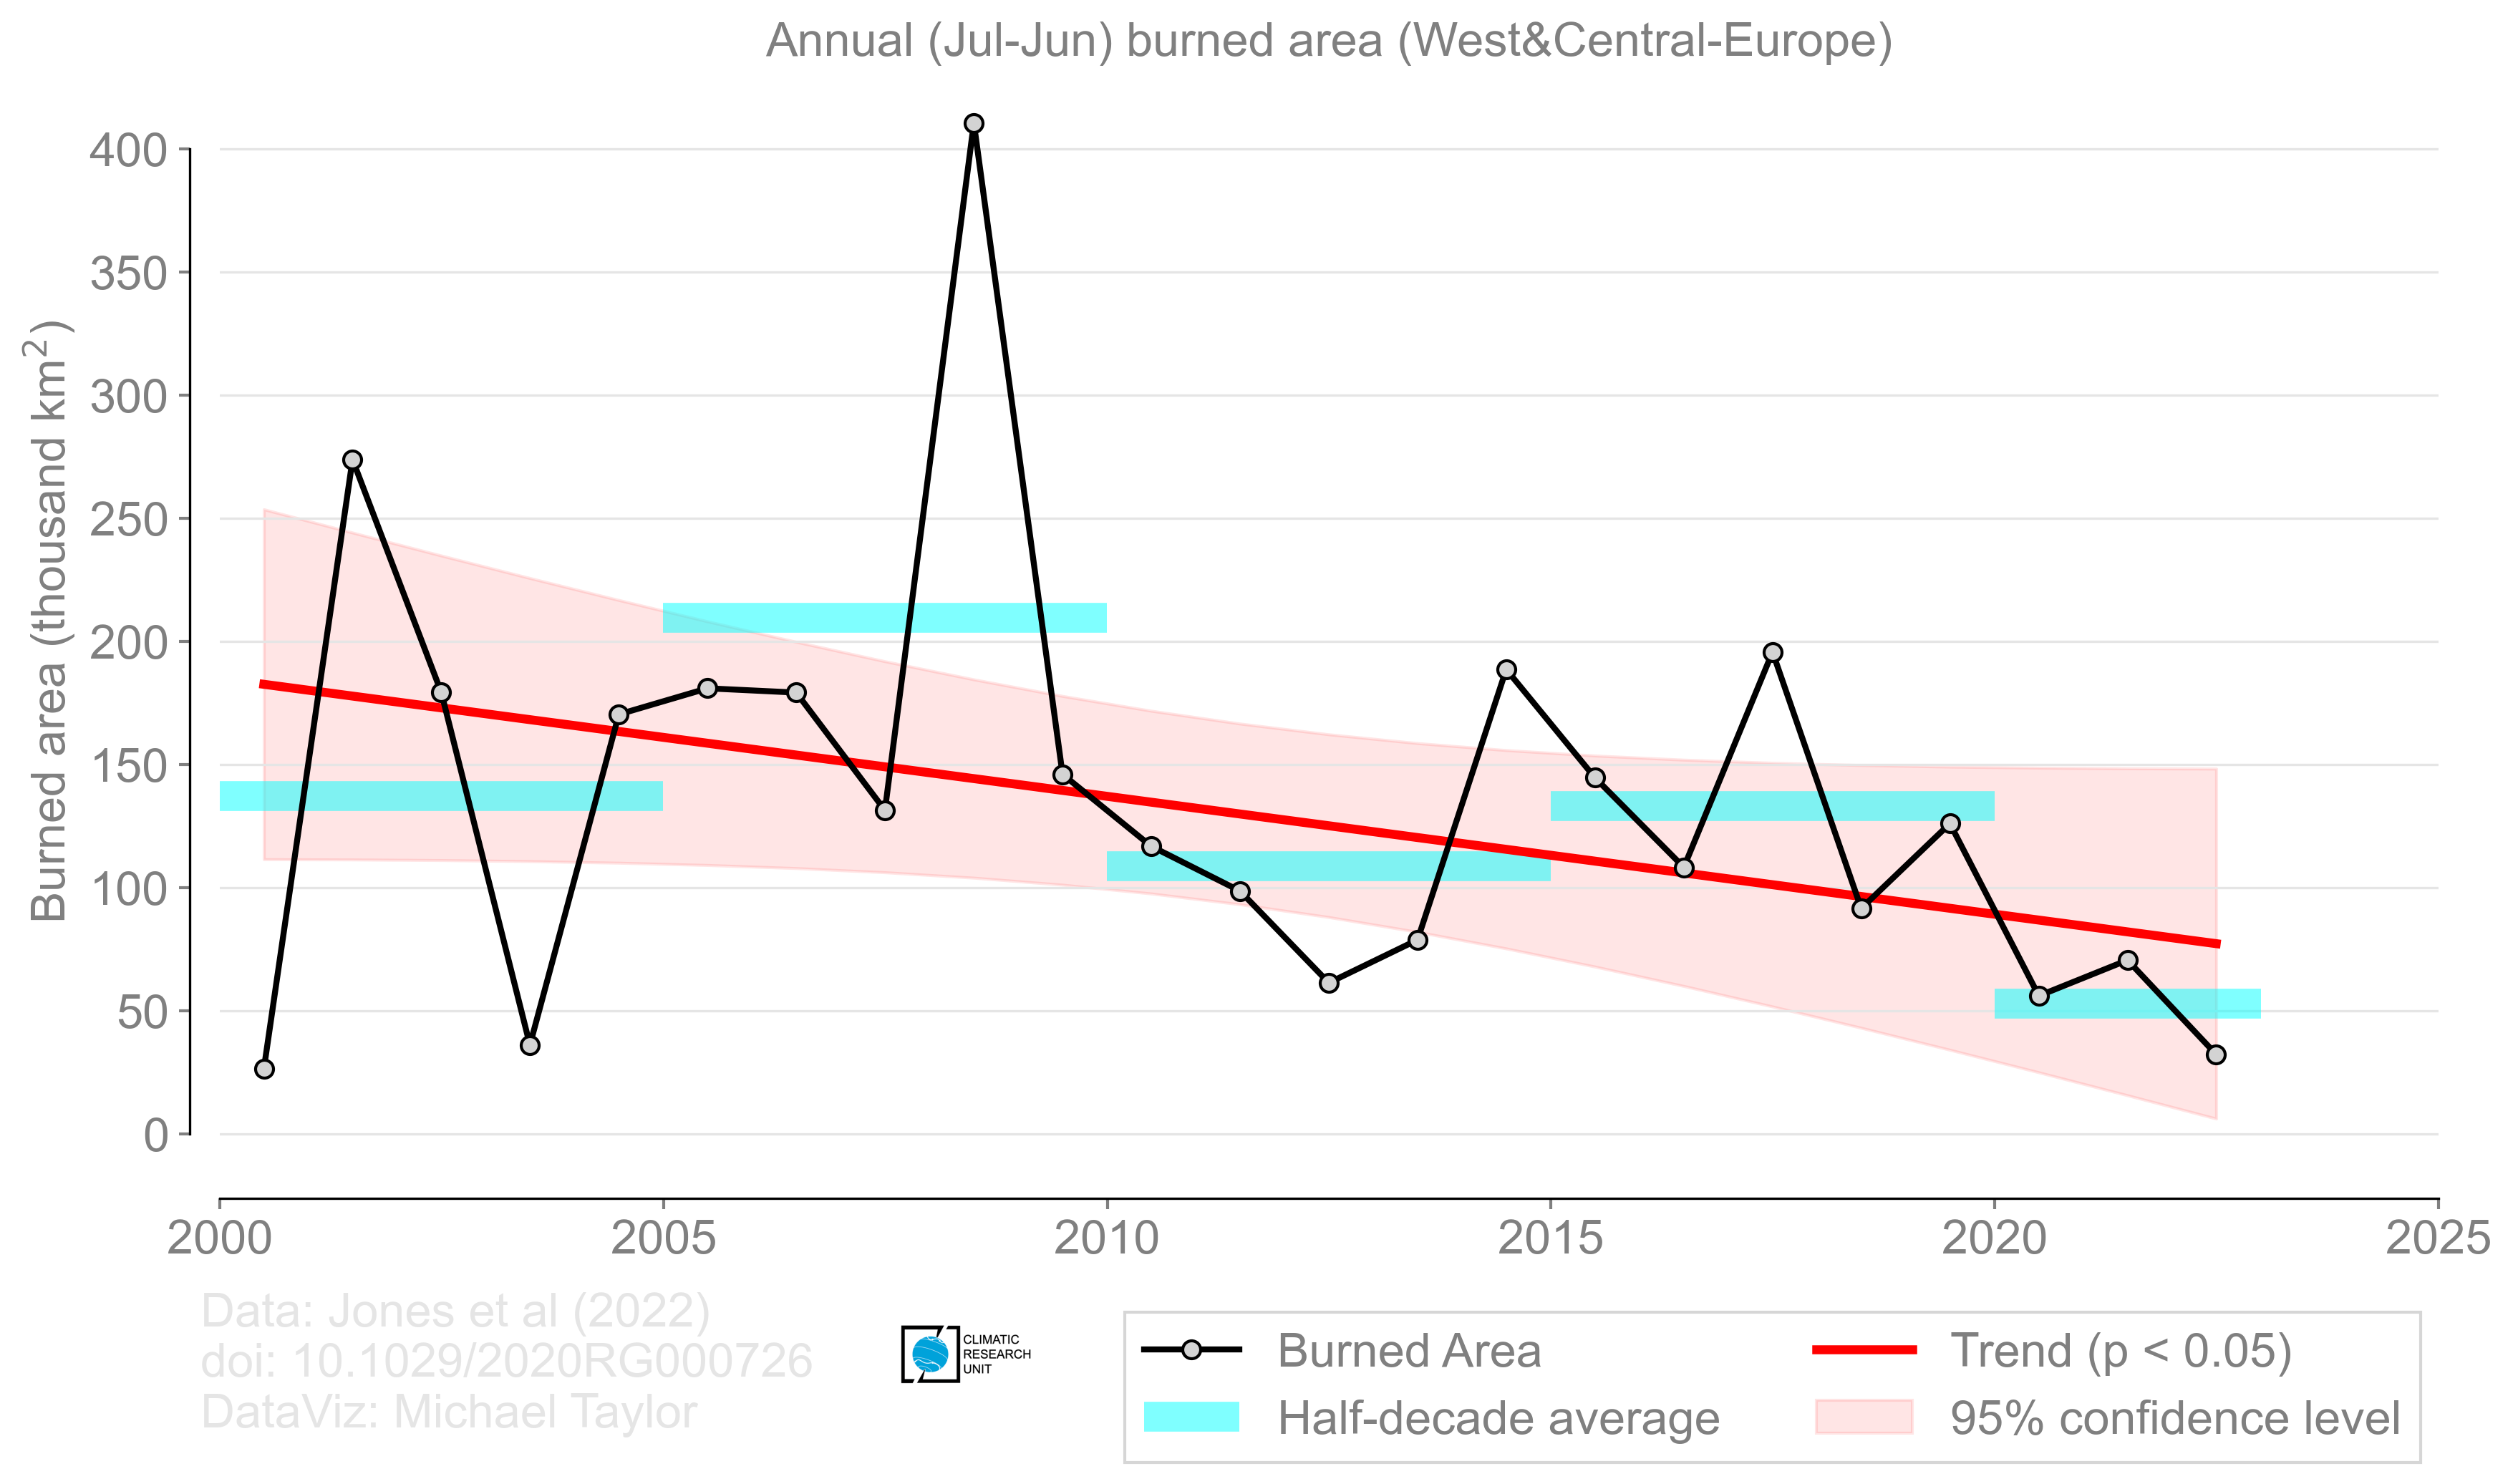 Annual (Jul-Jun) burned area (West&Central-Europe)
Burned area (thousand km²)
400
350
300
250
200
150
100
50
0
2000 2005 2010 2015 2020 2025
Data: Jones et al (2022)
doi: 10.1029/2020RG000726
DataViz: Michael Taylor
CLIMATIC
RESEARCH
UNIT
Burned Area
Half-decade average
Trend (p < 0.05)
95% confidence level